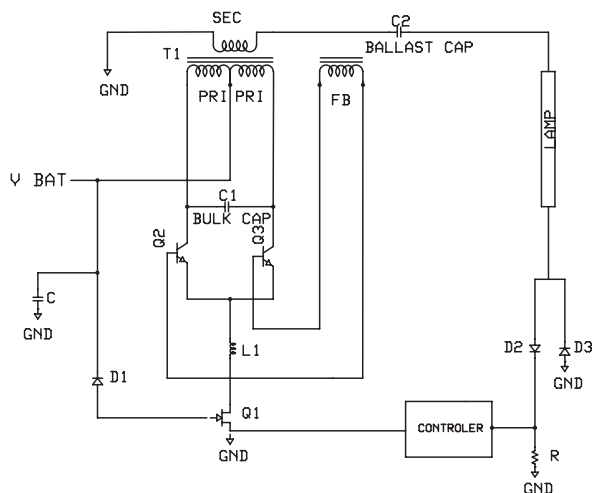 SEC
C2
T1
BALLAST CAP
GND
PRI PRI
FB
LAMP
V BAT
C1
BULK CAP
Q2
Q3
C
GND
L1
D2
D3
D1
GND
Q1
CONTROLER
GND
R
GND